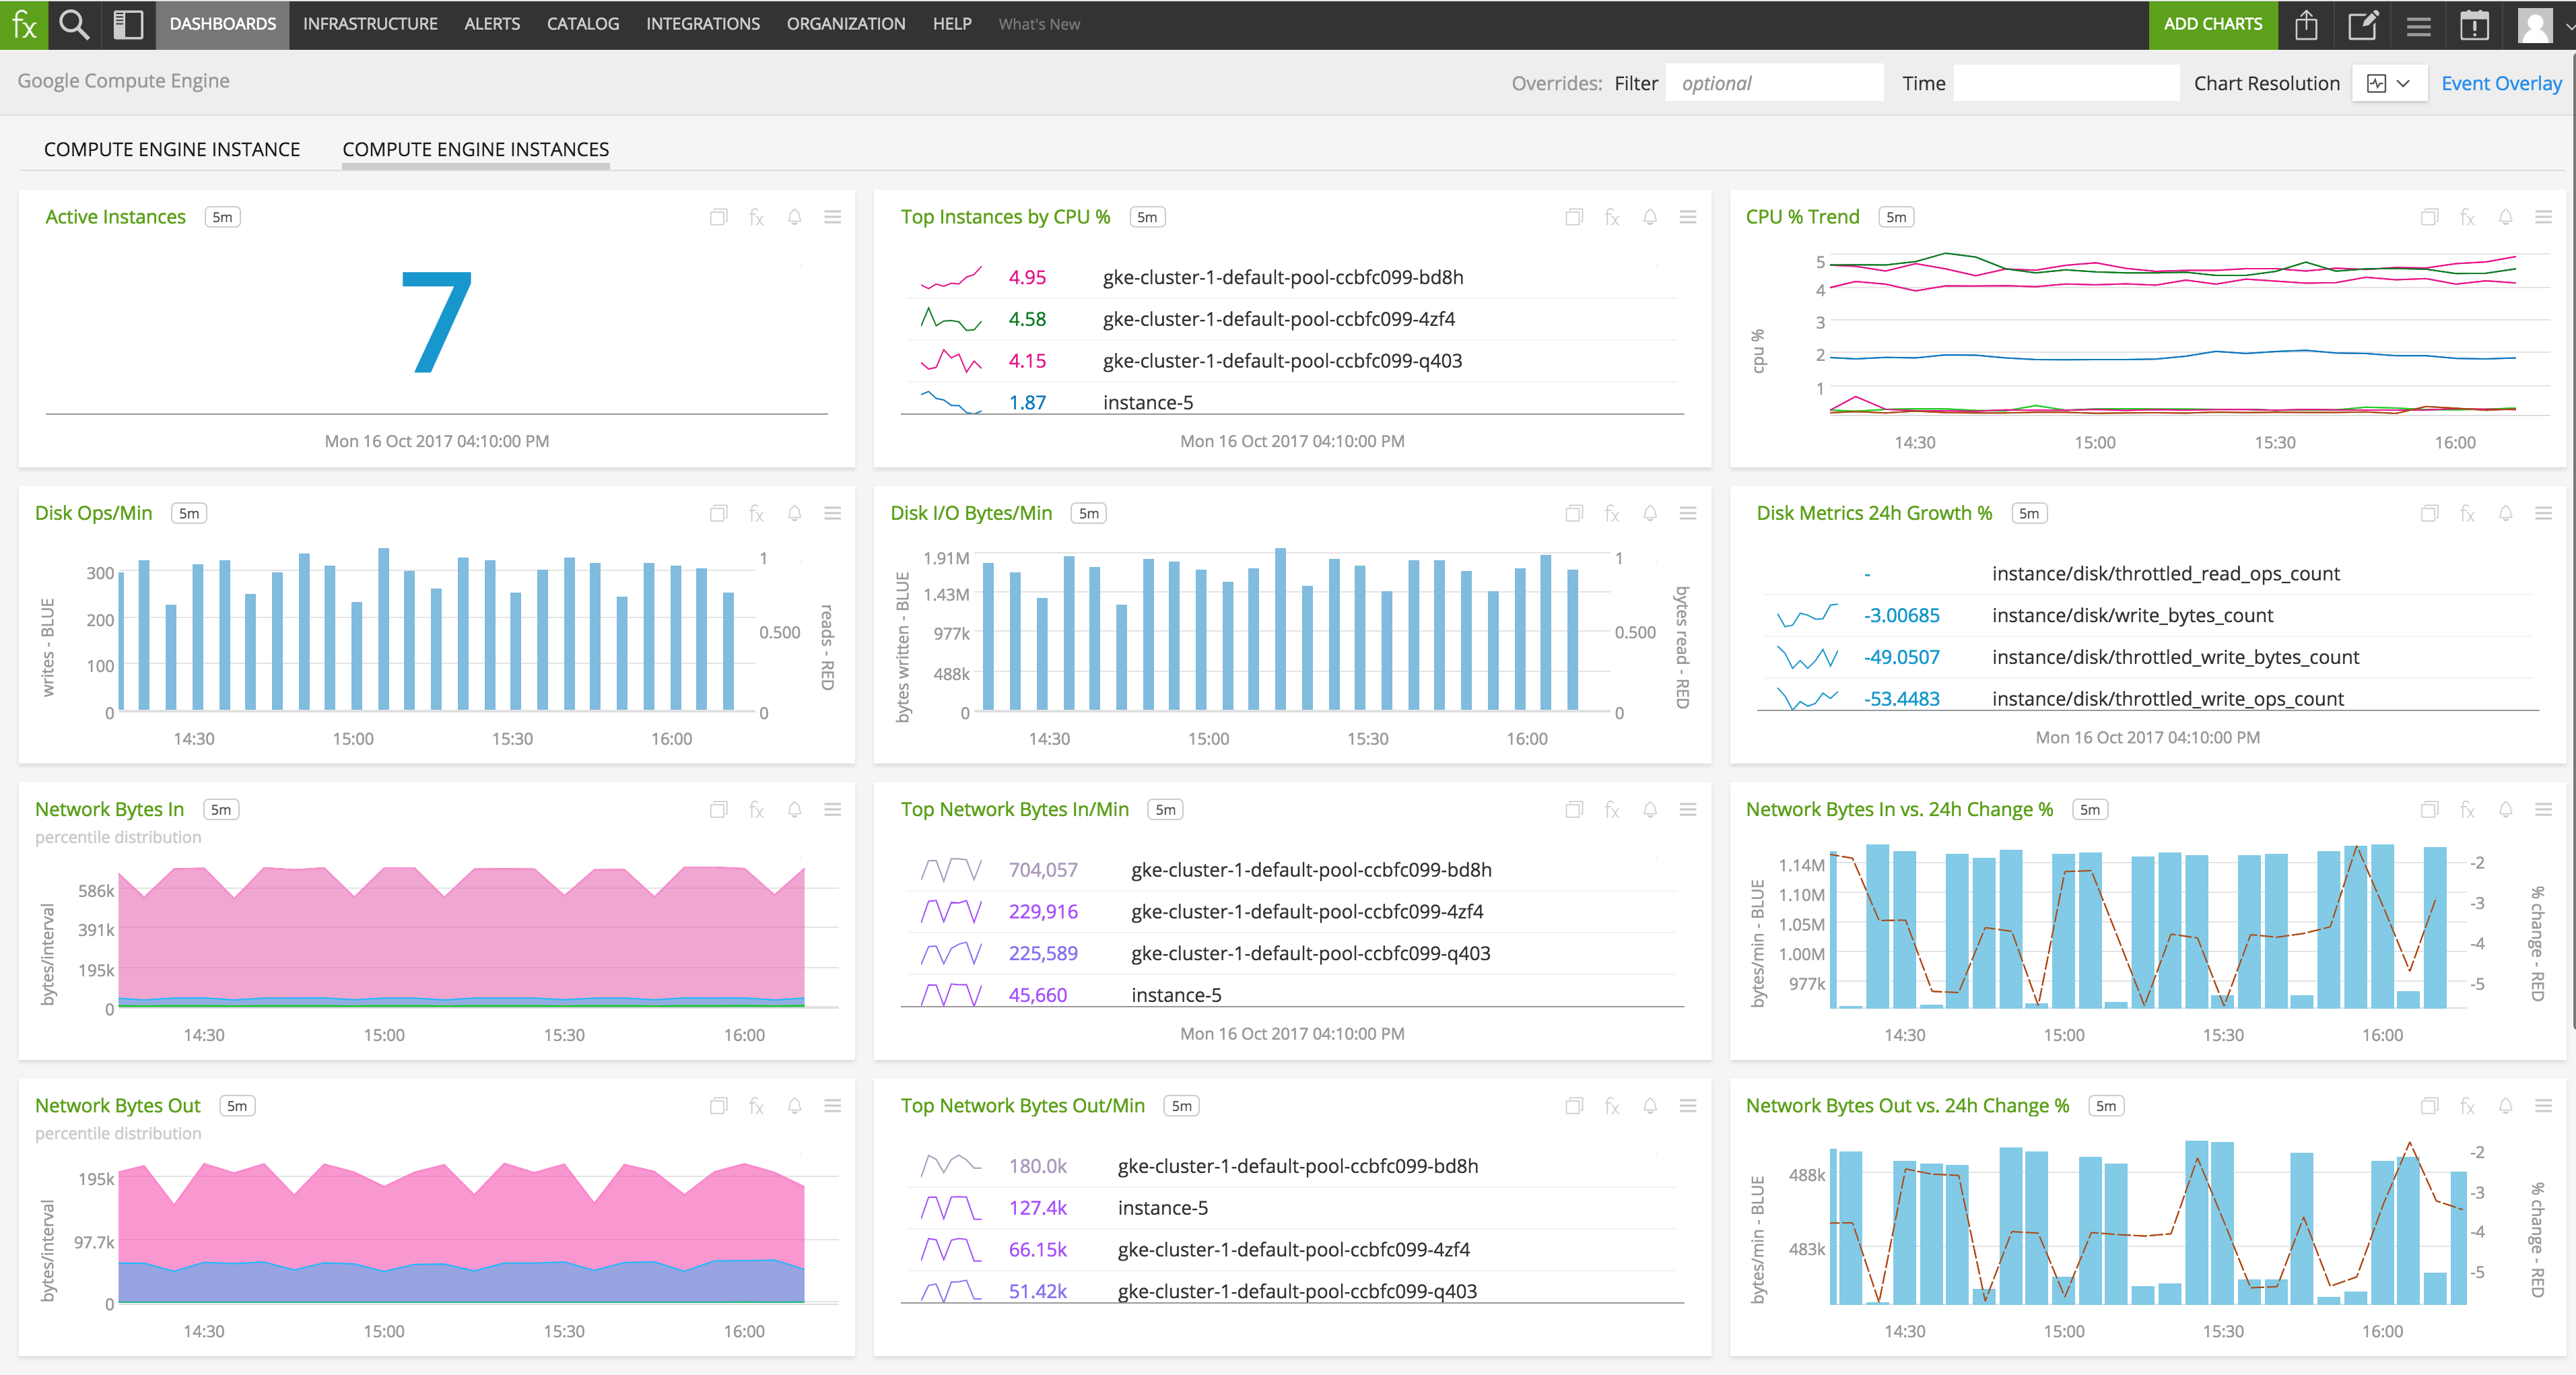 fx DASHBOARDS INFRASTRUCTURE ALERTS CATALOG INTEGRATIONS ORGANIZATION HELP What's New ADD CHARTS
Google Compute Engine Overrides: Filter optional Time Chart Resolution Event Overlay
COMPUTE ENGINE INSTANCE COMPUTE ENGINE INSTANCES
Active Instances 5m fx
7
Mon 16 Oct 2017 04:10:00 PM
Top Instances by CPU % 5m fx
4.95 gke-cluster-1-default-pool-ccbfc099-bd8h
4.58 gke-cluster-1-default-pool-ccbfc099-4zf4
4.15 gke-cluster-1-default-pool-ccbfc099-q403
1.87 instance-5
Mon 16 Oct 2017 04:10:00 PM
CPU % Trend 5m fx
cpu %
5
4
3
2
1
14:30 15:00 15:30 16:00
Disk Ops/Min 5m fx
writes - BLUE
300
200
100
0
1
0.500
0
reads - RED
14:30 15:00 15:30 16:00
Disk I/O Bytes/Min 5m fx
bytes written - BLUE
1.91M
1.43M
977k
488k
0
1
0.500
0
bytes read - RED
14:30 15:00 15:30 16:00
Disk Metrics 24h Growth % 5m fx
- instance/disk/throttled_read_ops_count
-3.00685 instance/disk/write_bytes_count
-49.0507 instance/disk/throttled_write_bytes_count
-53.4483 instance/disk/throttled_write_ops_count
Mon 16 Oct 2017 04:10:00 PM
Network Bytes In 5m fx
percentile distribution
bytes/interval
586k
391k
195k
0
14:30 15:00 15:30 16:00
Top Network Bytes In/Min 5m fx
704,057 gke-cluster-1-default-pool-ccbfc099-bd8h
229,916 gke-cluster-1-default-pool-ccbfc099-4zf4
225,589 gke-cluster-1-default-pool-ccbfc099-q403
45,660 instance-5
Mon 16 Oct 2017 04:10:00 PM
Network Bytes In vs. 24h Change % 5m fx
bytes/min - BLUE
1.14M
1.10M
1.05M
1.00M
977k
-2
-3
-4
-5
% change - RED
14:30 15:00 15:30 16:00
Network Bytes Out 5m fx
percentile distribution
bytes/interval
195k
97.7k
0
14:30 15:00 15:30 16:00
Top Network Bytes Out/Min 5m fx
180.0k gke-cluster-1-default-pool-ccbfc099-bd8h
127.4k instance-5
66.15k gke-cluster-1-default-pool-ccbfc099-4zf4
51.42k gke-cluster-1-default-pool-ccbfc099-q403
Network Bytes Out vs. 24h Change % 5m fx
bytes/min - BLUE
488k
483k
-2
-3
-4
-5
% change - RED
14:30 15:00 15:30 16:00